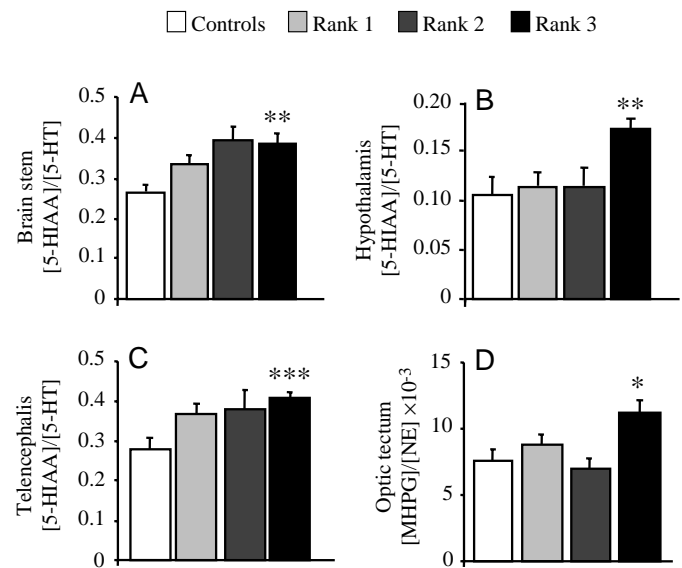 Controls Rank 1 Rank 2 Rank 3
A
Brain stem
[5-HIAA]/[5-HT]
0.5
0.4
0.3
0.2
0.1
0
**
B
Hypothalamis
[5-HIAA]/[5-HT]
0.20
0.15
0.10
0.05
0
**
C
Telencephalis
[5-HIAA]/[5-HT]
0.5
0.4
0.3
0.2
0.1
0
***
D
Optic tectum
[MHPG]/[NE] ×10-3
15
10
5
0
*